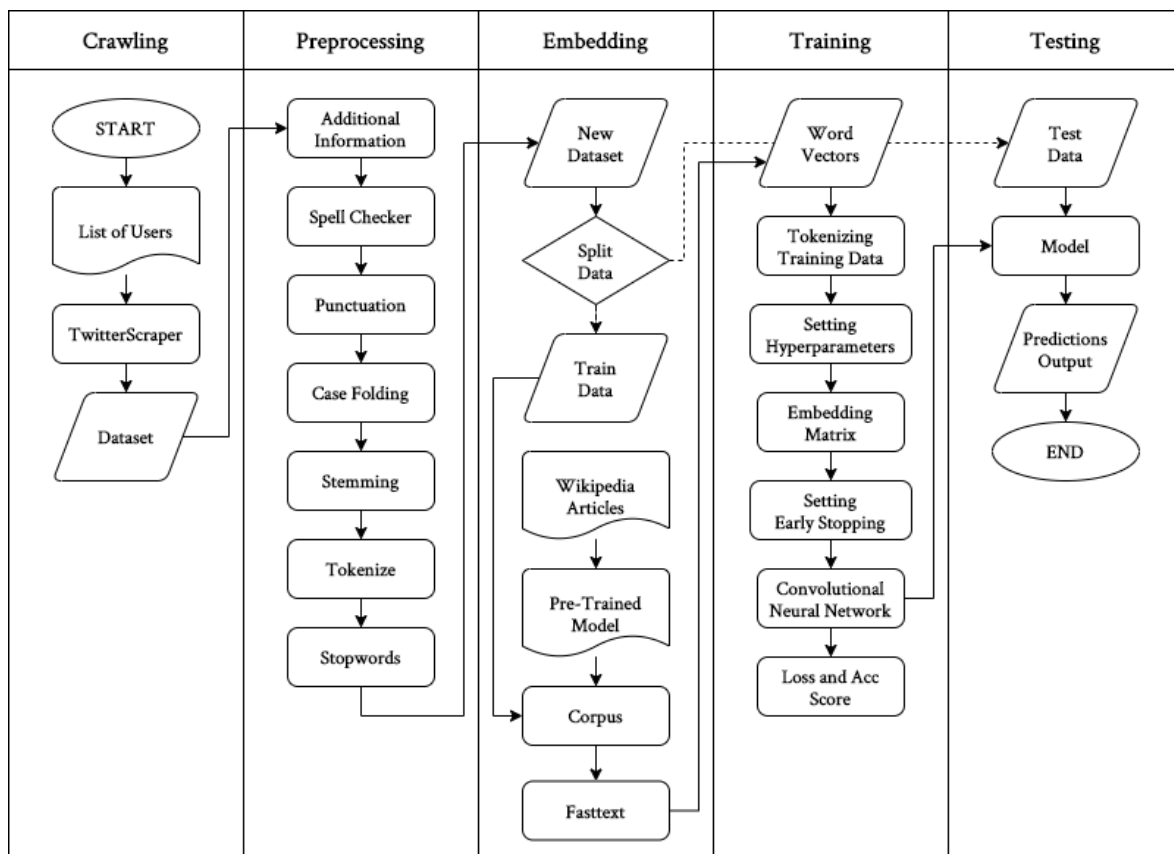 Crawling
Preprocessing
Embedding
Training
Testing
START
List of Users
TwitterScraper
Dataset
Additional
Information
Spell Checker
Punctuation
Case Folding
Stemming
Tokenize
Stopwords
New
Dataset
Split
Data
Train
Data
Wikipedia
Articles
Pre-Trained
Model
Corpus
Fasttext
Word
Vectors
Tokenizing
Training Data
Setting
Hyperparameters
Embedding
Matrix
Setting
Early Stopping
Convolutional
Neural Network
Loss and Acc
Score
Test
Data
Model
Predictions
Output
END